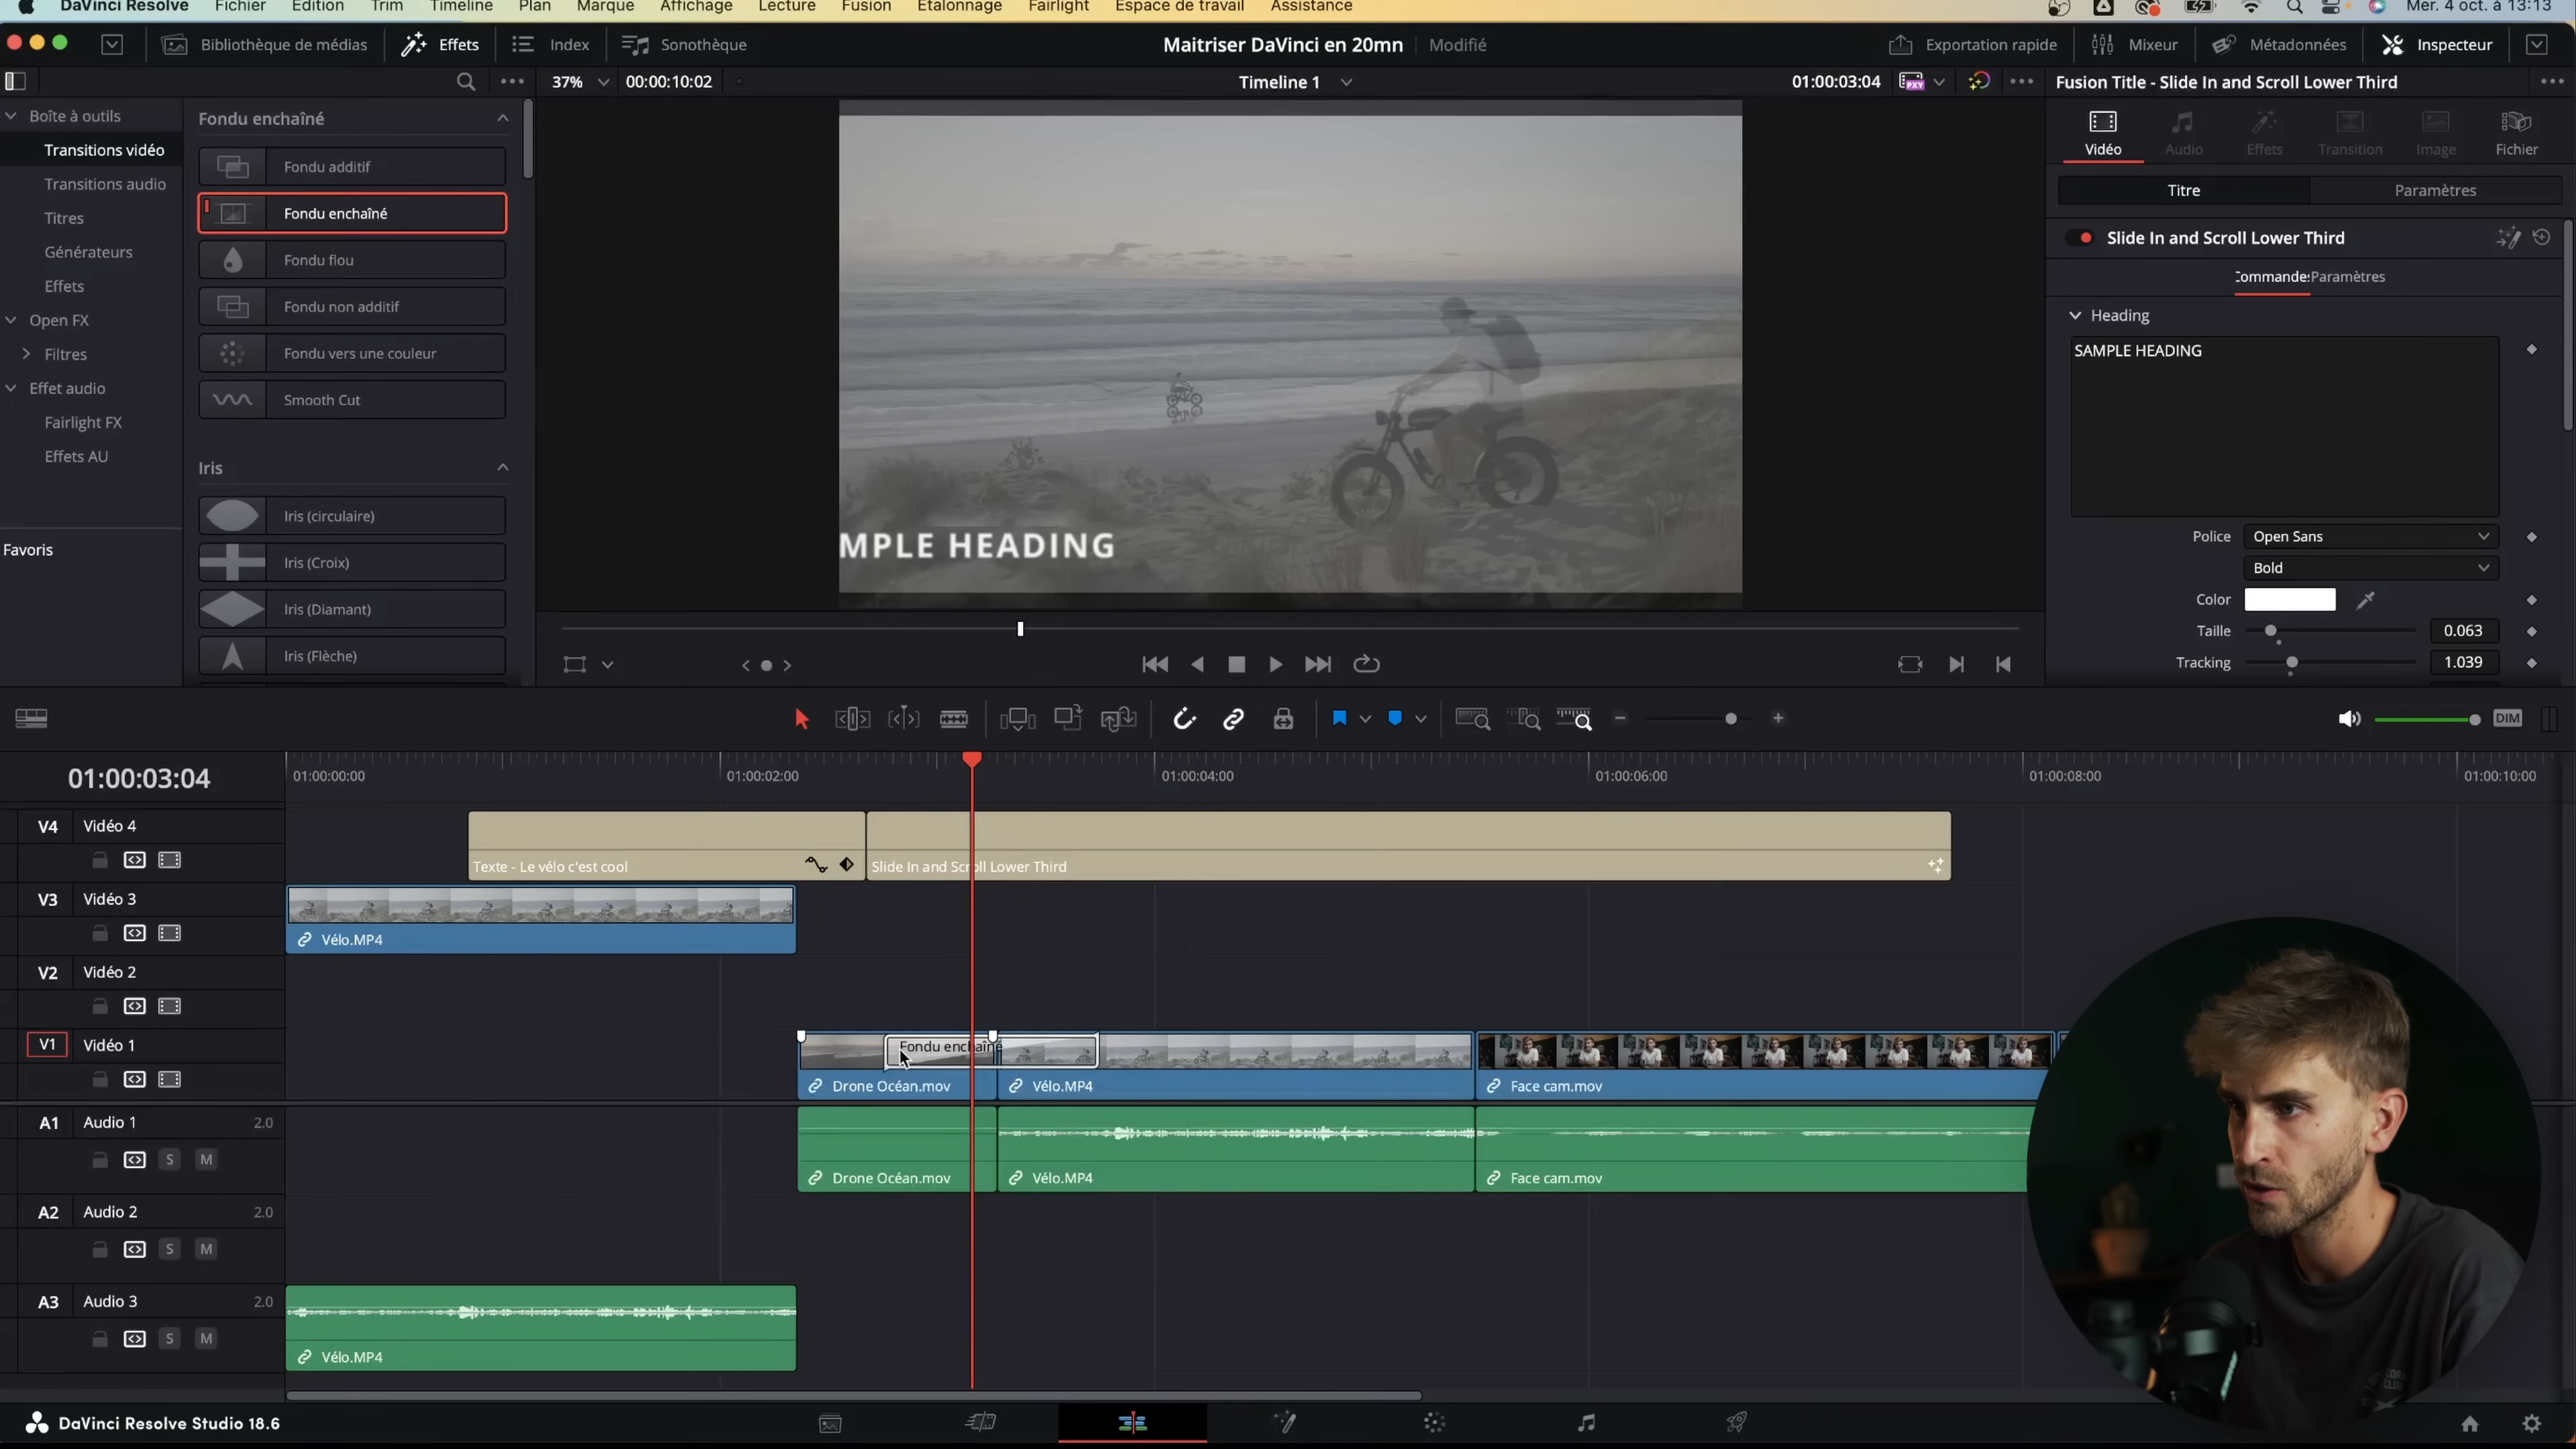 DaVinci Resolve Fichier Edition Trim Timeline Plan Marque Affichage Lecture Fusion Etalonnage Fairlight Espace de travail Assistance Mer. 4 oct. à 13:13
Bibliothèque de médias Effets Index Sonothèque Maitriser DaVinci en 20mn Modifié Exportation rapide Mixeur Métadonnées Inspecteur
37% 00:00:10:02 Timeline 1 01:00:03:04 PXY Fusion Title - Slide In and Scroll Lower Third
Boîte à outils
Transitions vidéo
Transitions audio
Titres
Générateurs
Effets
Open FX
Filtres
Effet audio
Fairlight FX
Effets AU
Favoris
Fondu enchaîné
Fondu additif
Fondu enchaîné
Fondu flou
Fondu non additif
Fondu vers une couleur
Smooth Cut
Iris
Iris (circulaire)
Iris (Croix)
Iris (Diamant)
Iris (Flèche)
MPLE HEADING
Vidéo Audio Effets Transition Image Fichier
Titre Paramètres
Slide In and Scroll Lower Third
Commande Paramètres
Heading
SAMPLE HEADING
Police Open Sans
Bold
Color
Taille 0.063
Tracking 1.039
DIM
01:00:03:04
01:00:00:00 01:00:02:00 01:00:04:00 01:00:06:00 01:00:08:00 01:00:10:00
V4 Vidéo 4
Texte - Le vélo c'est cool Slide In and Scroll Lower Third
V3 Vidéo 3
Vélo.MP4
V2 Vidéo 2
V1 Vidéo 1
Fondu enchaîné
Drone Océan.mov Vélo.MP4 Face cam.mov
A1 Audio 1 2.0
S M
Drone Océan.mov Vélo.MP4 Face cam.mov
A2 Audio 2 2.0
S M
A3 Audio 3 2.0
S M
Vélo.MP4
DaVinci Resolve Studio 18.6